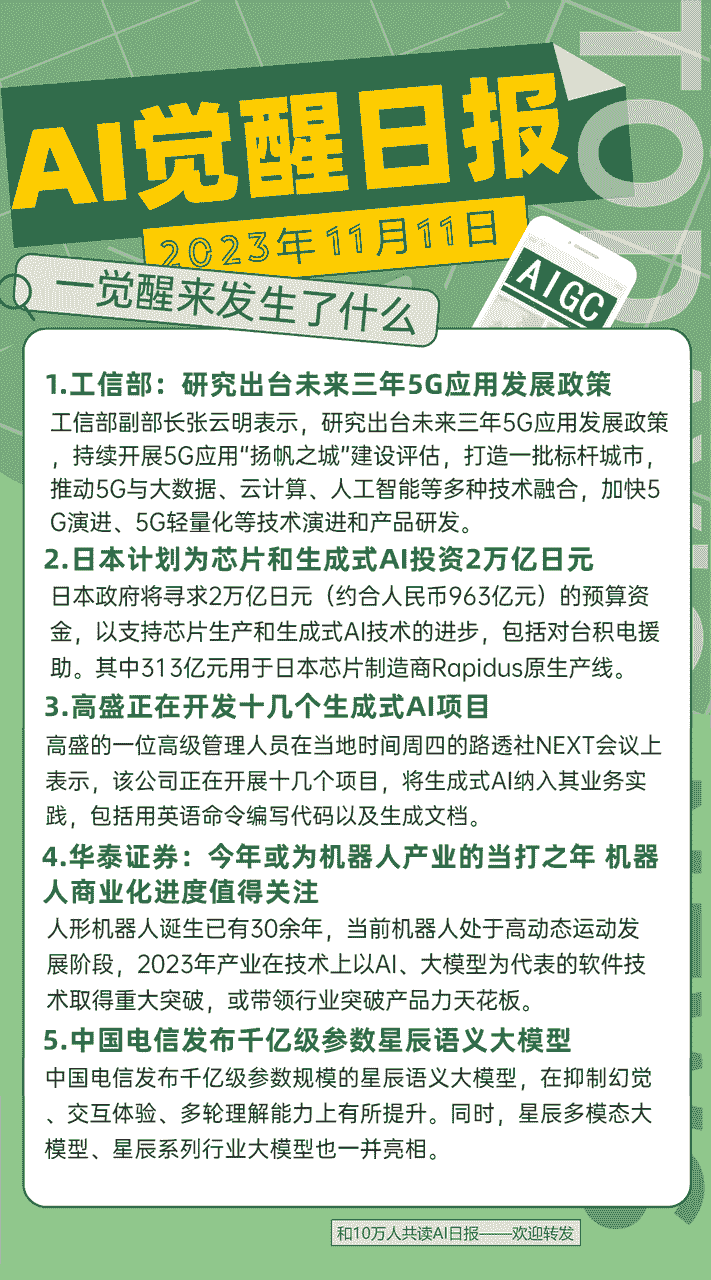 AI觉醒日报
2023年11月11日
一觉醒来发生了什么
AIGC
1.工信部：研究出台未来三年5G应用发展政策
工信部副部长张云明表示，研究出台未来三年5G应用发展政策
，持续开展5G应用“扬帆之城”建设评估，打造一批标杆城市，
推动5G与大数据、云计算、人工智能等多种技术融合，加快5
G演进、5G轻量化等技术演进和产品研发。
2.日本计划为芯片和生成式AI投资2万亿日元
日本政府将寻求2万亿日元（约合人民币963亿元）的预算资
金，以支持芯片生产和生成式AI技术的进步，包括对台积电援
助。其中313亿元用于日本芯片制造商Rapidus原生产线。
3.高盛正在开发十几个生成式AI项目
高盛的一位高级管理人员在当地时间周四的路透社NEXT会议上
表示，该公司正在开展十几个项目，将生成式AI纳入其业务实
践，包括用英语命令编写代码以及生成文档。
4.华泰证券：今年或为机器人产业的当打之年 机器
人商业化进度值得关注
人形机器人诞生已有30余年，当前机器人处于高动态运动发
展阶段，2023年产业在技术上以AI、大模型为代表的软件技
术取得重大突破，或带领行业突破产品力天花板。
5.中国电信发布千亿级参数星辰语义大模型
中国电信发布千亿级参数规模的星辰语义大模型，在抑制幻觉
、交互体验、多轮理解能力上有所提升。同时，星辰多模态大
模型、星辰系列行业大模型也一并亮相。
和10万人共读AI日报——欢迎转发